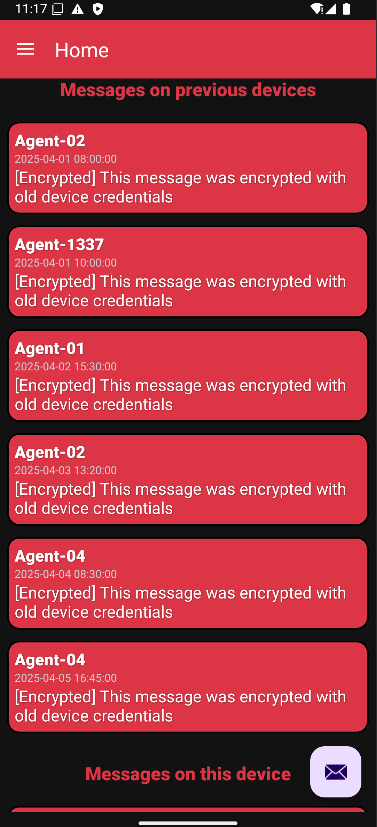 11:17
Home
Messages on previous devices
Agent-02
2025-04-01 08:00:00
[Encrypted] This message was encrypted with
old device credentials
Agent-1337
2025-04-01 10:00:00
[Encrypted] This message was encrypted with
old device credentials
Agent-01
2025-04-02 15:30:00
[Encrypted] This message was encrypted with
old device credentials
Agent-02
2025-04-03 13:20:00
[Encrypted] This message was encrypted with
old device credentials
Agent-04
2025-04-04 08:30:00
[Encrypted] This message was encrypted with
old device credentials
Agent-04
2025-04-05 16:45:00
[Encrypted] This message was encrypted with
old device credentials
Messages on this device